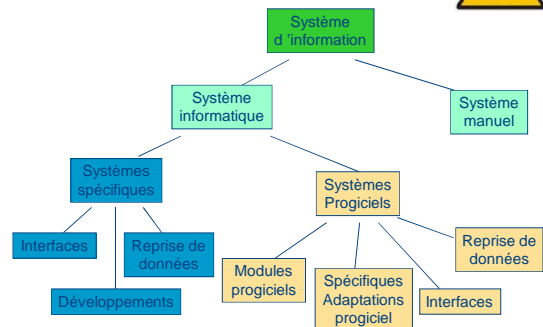 Système
d 'information
Système
informatique
Système
manuel
Systèmes
spécifiques
Systèmes
Progiciels
Interfaces
Reprise de
données
Développements
Modules
progiciels
Spécifiques
Adaptations
progiciel
Interfaces
Reprise de
données